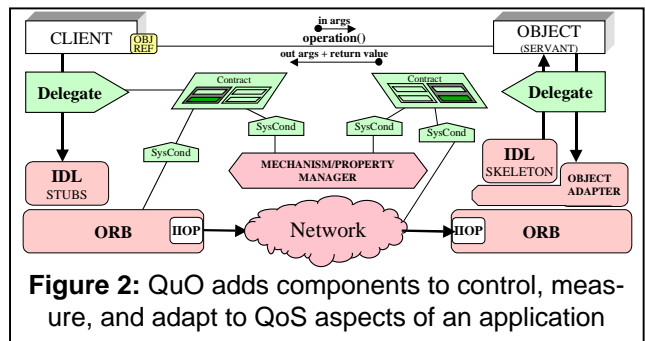 in args
CLIENT
OBJ
REF
operation()
OBJECT
(SERVANT)
out args + return value
Delegate
Contract
Contract
Delegate
SysCond
SysCond
SysCond
SysCond
IDL
STUBS
MECHANISM/PROPERTY
MANAGER
IDL
SKELETON
OBJECT
ADAPTER
ORB
IIOP
Network
IIOP
ORB
Figure 2: QuO adds components to control, meas-
ure, and adapt to QoS aspects of an application